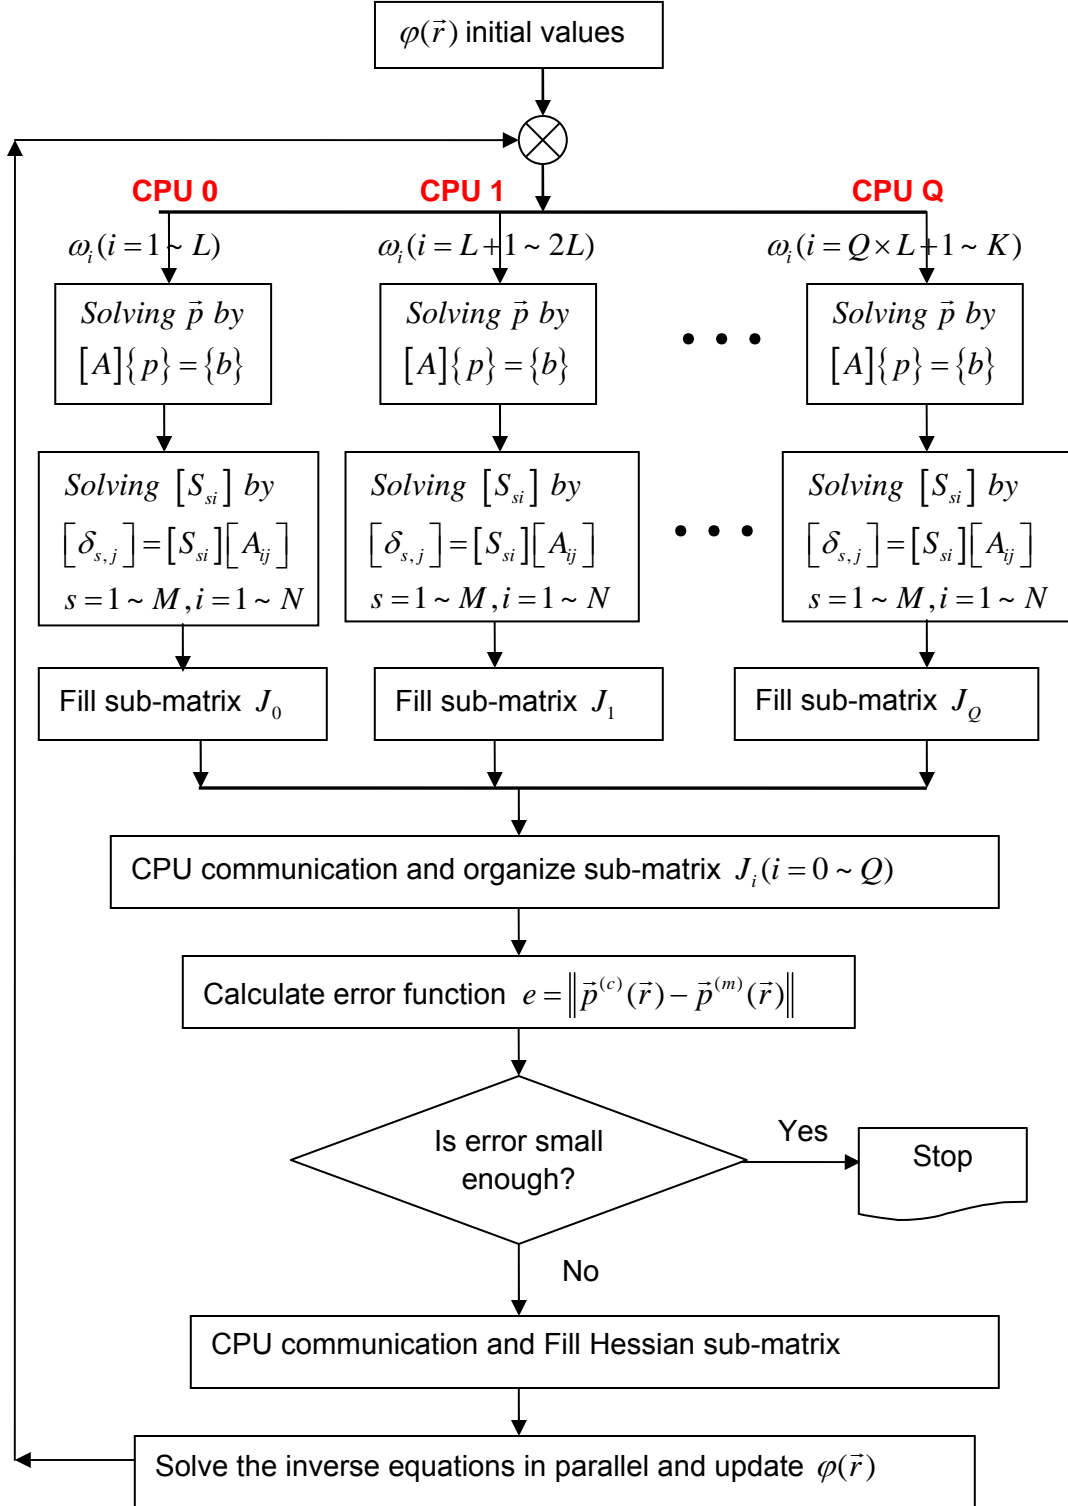 φ(r⃗) initial values
CPU 0 CPU 1 CPU Q
ω_i(i = 1 ~ L) ω_i(i = L + 1 ~ 2L) ω_i(i = Q × L + 1 ~ K)
Solving p⃗ by
[A]{p} = {b}
Solving p⃗ by
[A]{p} = {b}
• • •
Solving p⃗ by
[A]{p} = {b}
Solving [S_si] by
[δ_s,j] = [S_si][A_ij]
s = 1 ~ M, i = 1 ~ N
Solving [S_si] by
[δ_s,j] = [S_si][A_ij]
s = 1 ~ M, i = 1 ~ N
• • •
Solving [S_si] by
[δ_s,j] = [S_si][A_ij]
s = 1 ~ M, i = 1 ~ N
Fill sub-matrix J_0
Fill sub-matrix J_1
Fill sub-matrix J_Q
CPU communication and organize sub-matrix J_i(i = 0 ~ Q)
Calculate error function e = ‖p⃗^(c)(r⃗) − p⃗^(m)(r⃗)‖
Is error small
enough?
Yes
Stop
No
CPU communication and Fill Hessian sub-matrix
Solve the inverse equations in parallel and update φ(r⃗)